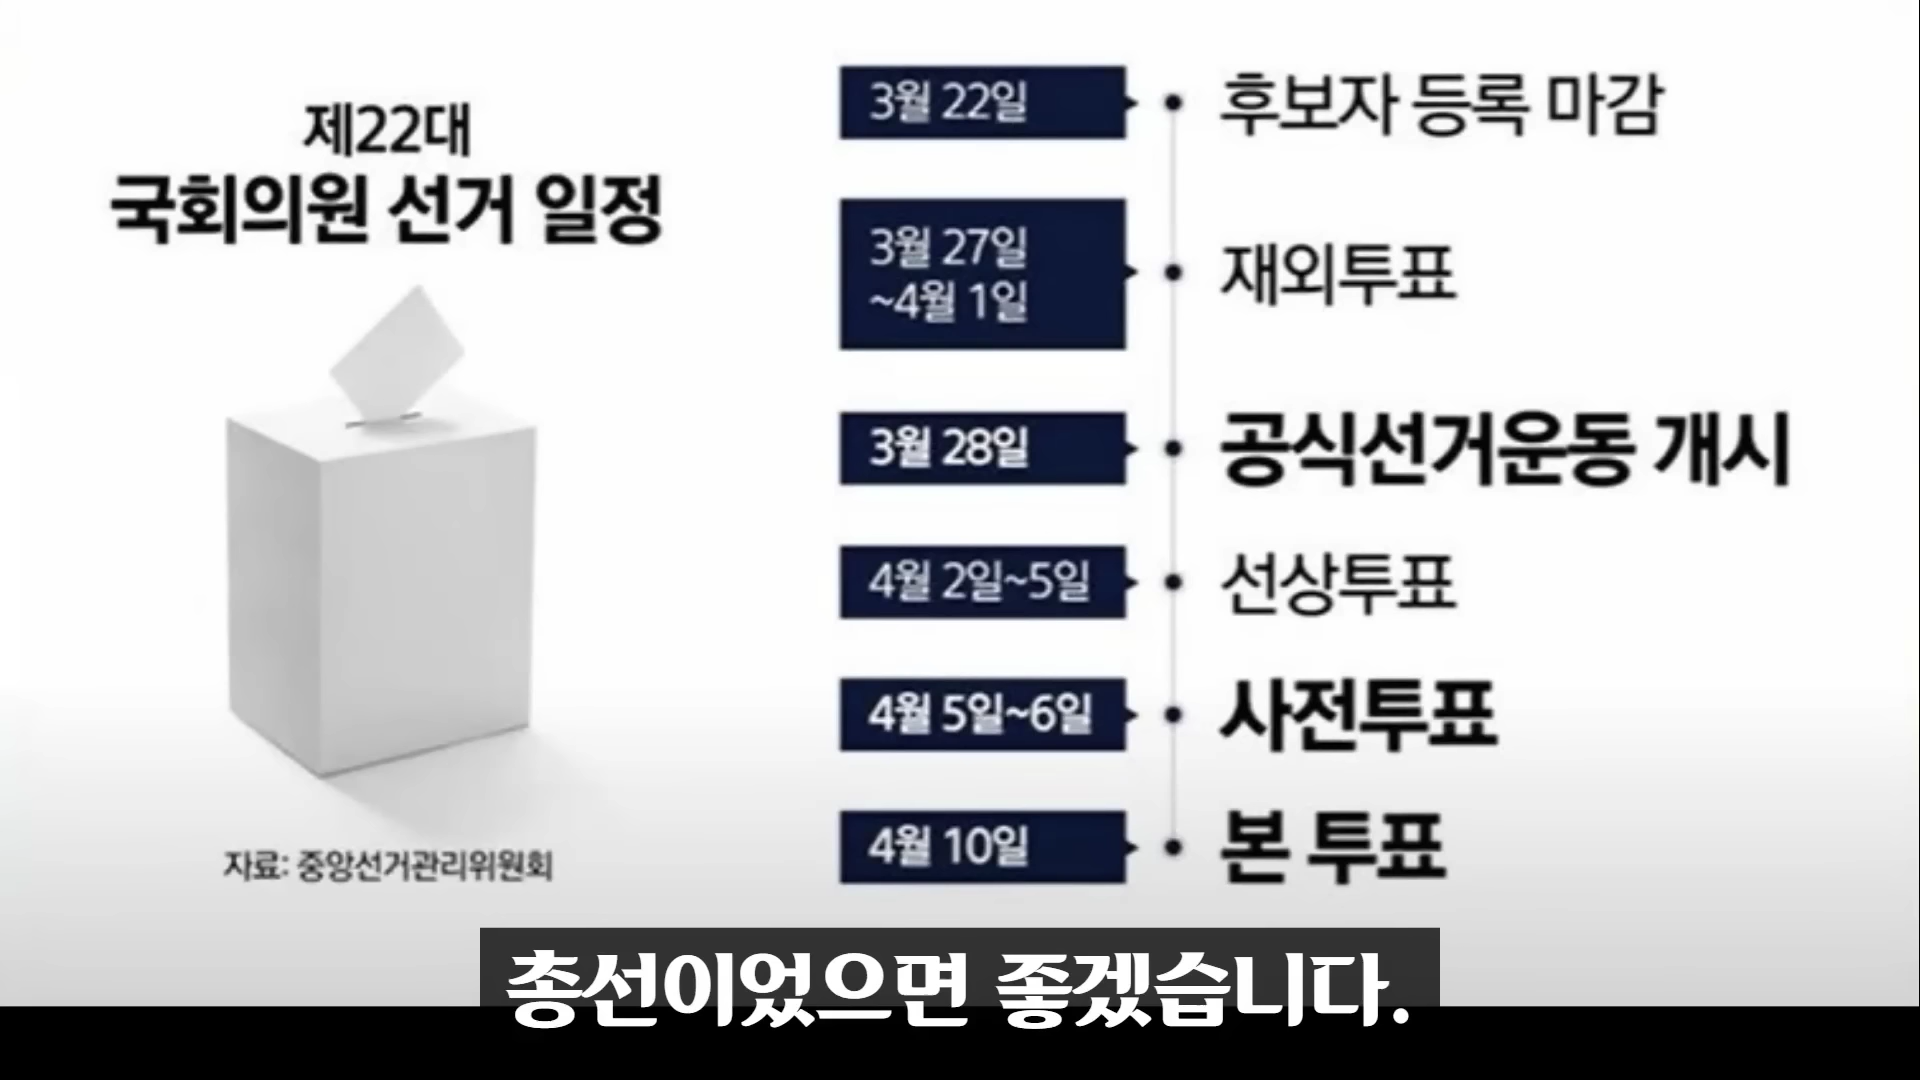 제22대
국회의원 선거 일정
자료: 중앙선거관리위원회
3월 22일
후보자 등록 마감
3월 27일
~4월 1일
재외투표
3월 28일
공식선거운동 개시
4월 2일~5일
선상투표
4월 5일~6일
사전투표
4월 10일
본 투표
총선이었으면 좋겠습니다.